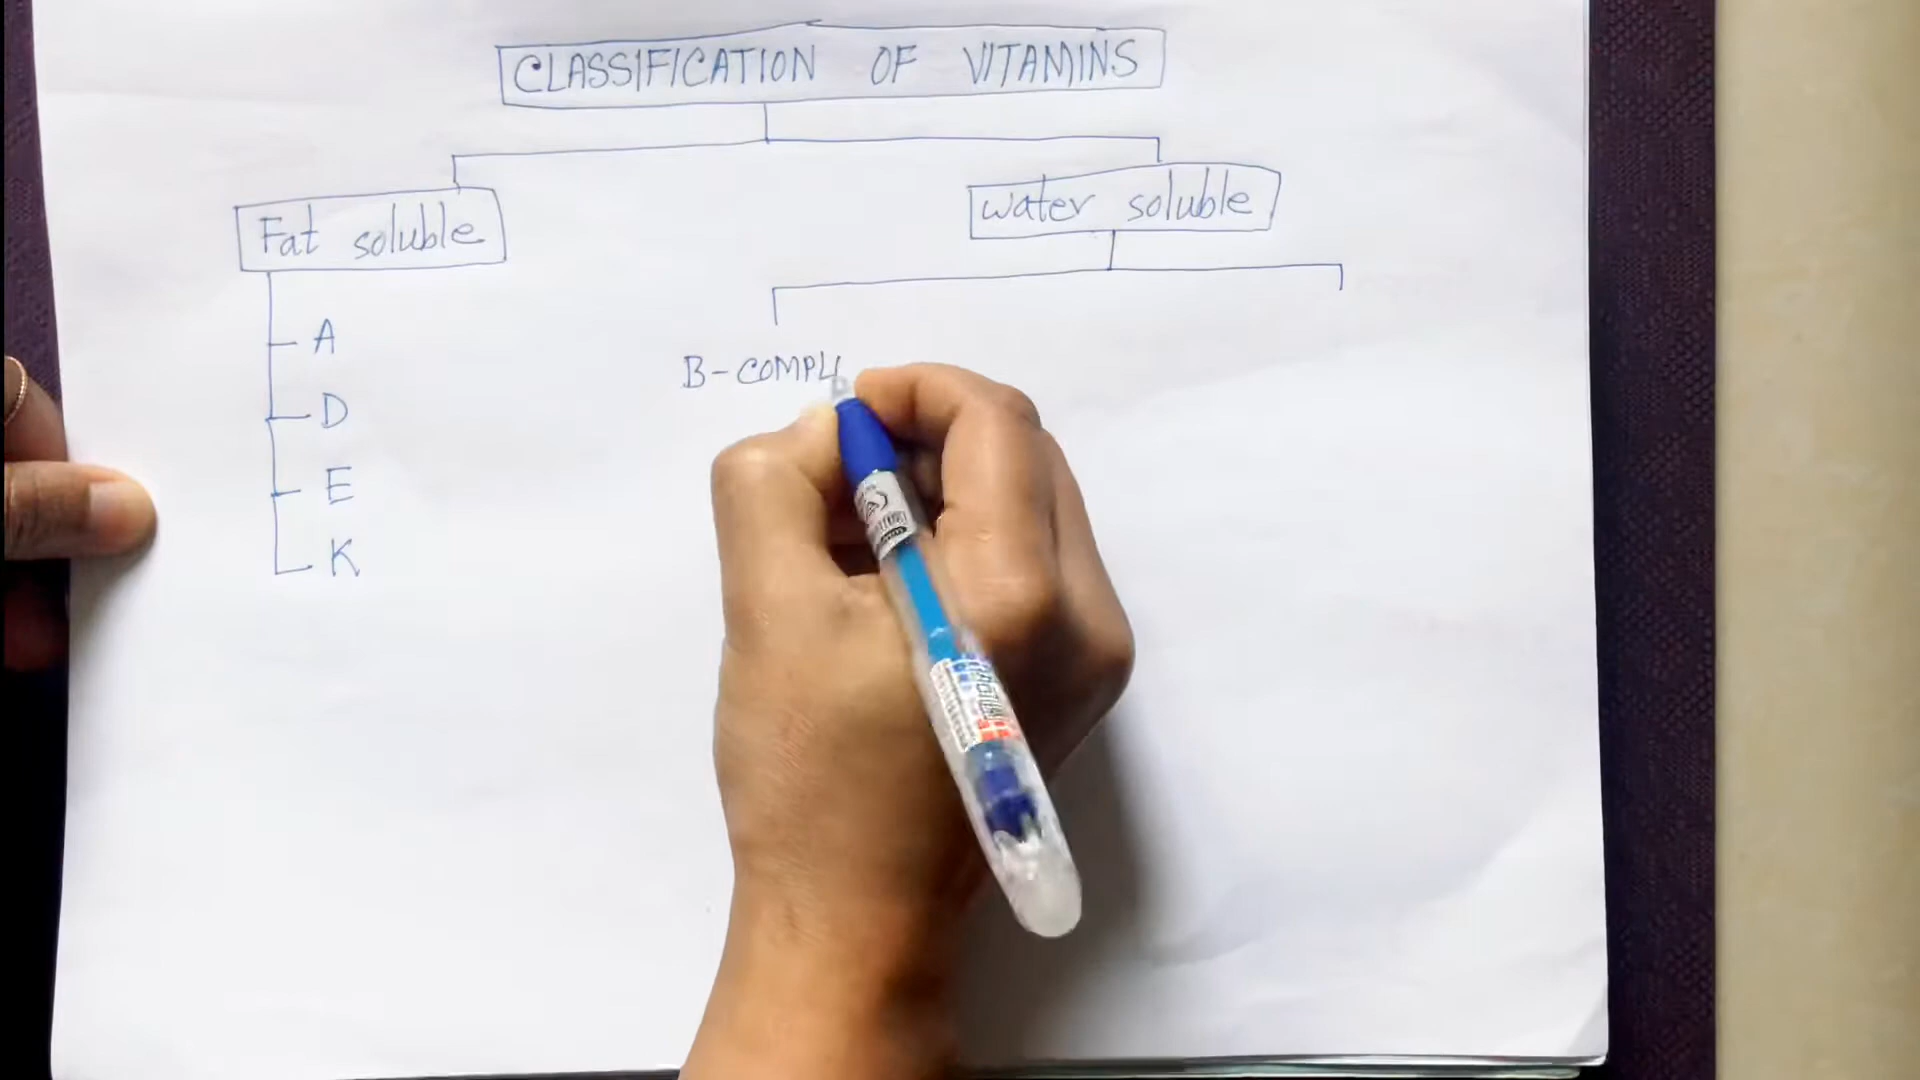 CLASSIFICATION OF VITAMINS
Fat soluble
water soluble
A
D
E
K
B-COMPL